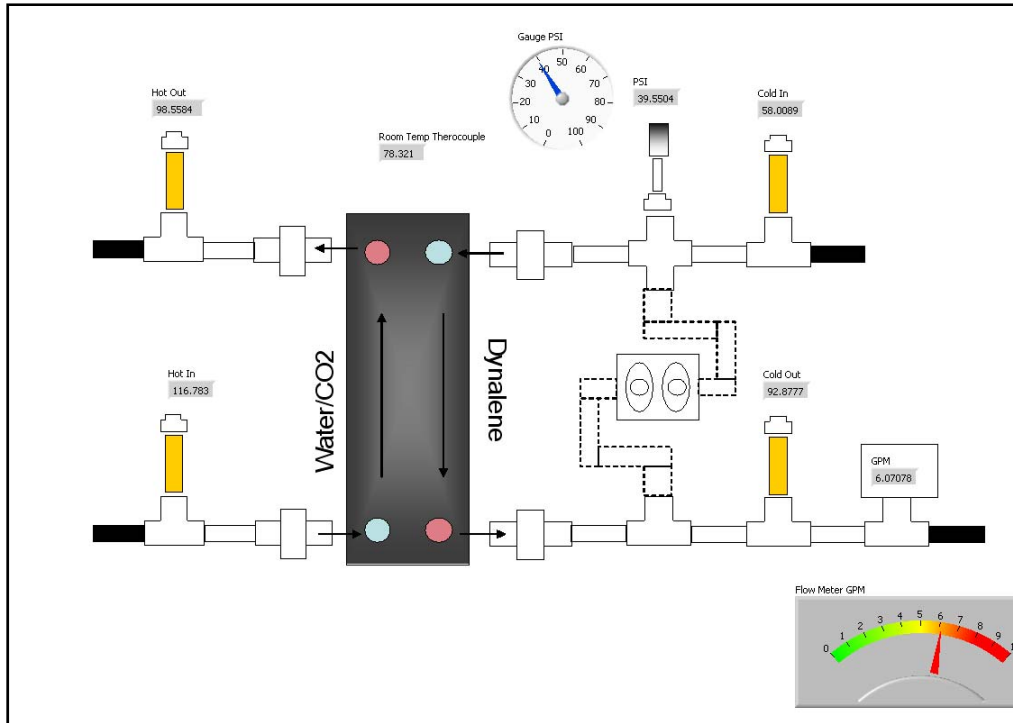 Gauge PSI
50
40
60
30
70
20
80
10
90
0
100
PSI
39.5504
Hot Out
98.5584
Cold In
58.0089
Room Temp Therocouple
78.321
Water/CO2
Dynalene
Hot In
116.783
Cold Out
92.8777
GPM
6.07078
Flow Meter GPM
0
1
2
3
4
5
6
7
8
9
1